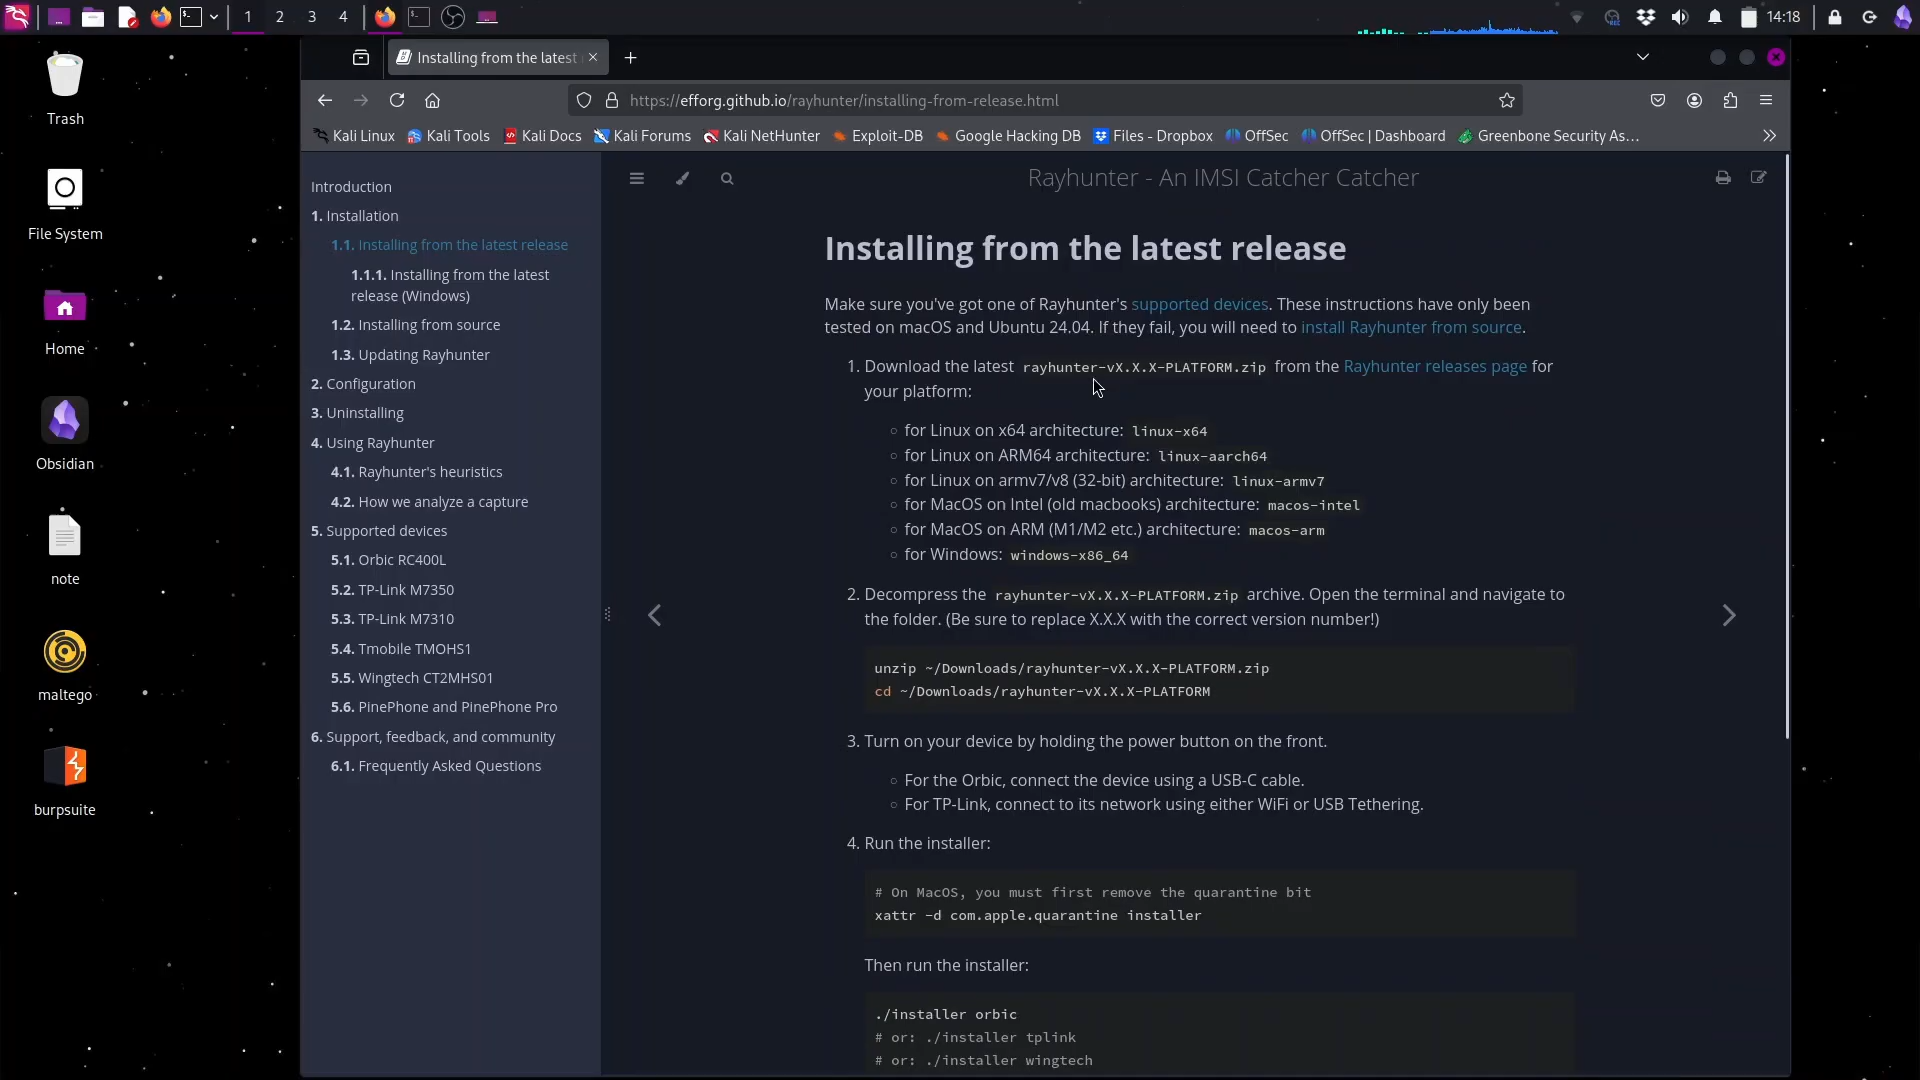 1
2
3
4
14:18
Trash
File System
Home
Obsidian
note
maltego
burpsuite
Installing from the latest
https://efforg.github.io/rayhunter/installing-from-release.html
Kali Linux
Kali Tools
Kali Docs
Kali Forums
Kali NetHunter
Exploit-DB
Google Hacking DB
Files - Dropbox
OffSec
OffSec | Dashboard
Greenbone Security As…
Introduction
1. Installation
1.1. Installing from the latest release
1.1.1. Installing from the latest
release (Windows)
1.2. Installing from source
1.3. Updating Rayhunter
2. Configuration
3. Uninstalling
4. Using Rayhunter
4.1. Rayhunter's heuristics
4.2. How we analyze a capture
5. Supported devices
5.1. Orbic RC400L
5.2. TP-Link M7350
5.3. TP-Link M7310
5.4. Tmobile TMOHS1
5.5. Wingtech CT2MHS01
5.6. PinePhone and PinePhone Pro
6. Support, feedback, and community
6.1. Frequently Asked Questions
Rayhunter - An IMSI Catcher Catcher
Installing from the latest release
Make sure you've got one of Rayhunter's supported devices. These instructions have only been
tested on macOS and Ubuntu 24.04. If they fail, you will need to install Rayhunter from source.
1. Download the latest rayhunter-vX.X.X-PLATFORM.zip from the Rayhunter releases page for
your platform:
○ for Linux on x64 architecture: linux-x64
○ for Linux on ARM64 architecture: linux-aarch64
○ for Linux on armv7/v8 (32-bit) architecture: linux-armv7
○ for MacOS on Intel (old macbooks) architecture: macos-intel
○ for MacOS on ARM (M1/M2 etc.) architecture: macos-arm
○ for Windows: windows-x86_64
2. Decompress the rayhunter-vX.X.X-PLATFORM.zip archive. Open the terminal and navigate to
the folder. (Be sure to replace X.X.X with the correct version number!)
unzip ~/Downloads/rayhunter-vX.X.X-PLATFORM.zip
cd ~/Downloads/rayhunter-vX.X.X-PLATFORM
3. Turn on your device by holding the power button on the front.
○ For the Orbic, connect the device using a USB-C cable.
○ For TP-Link, connect to its network using either WiFi or USB Tethering.
4. Run the installer:
# On MacOS, you must first remove the quarantine bit
xattr -d com.apple.quarantine installer
Then run the installer:
./installer orbic
# or: ./installer tplink
# or: ./installer wingtech